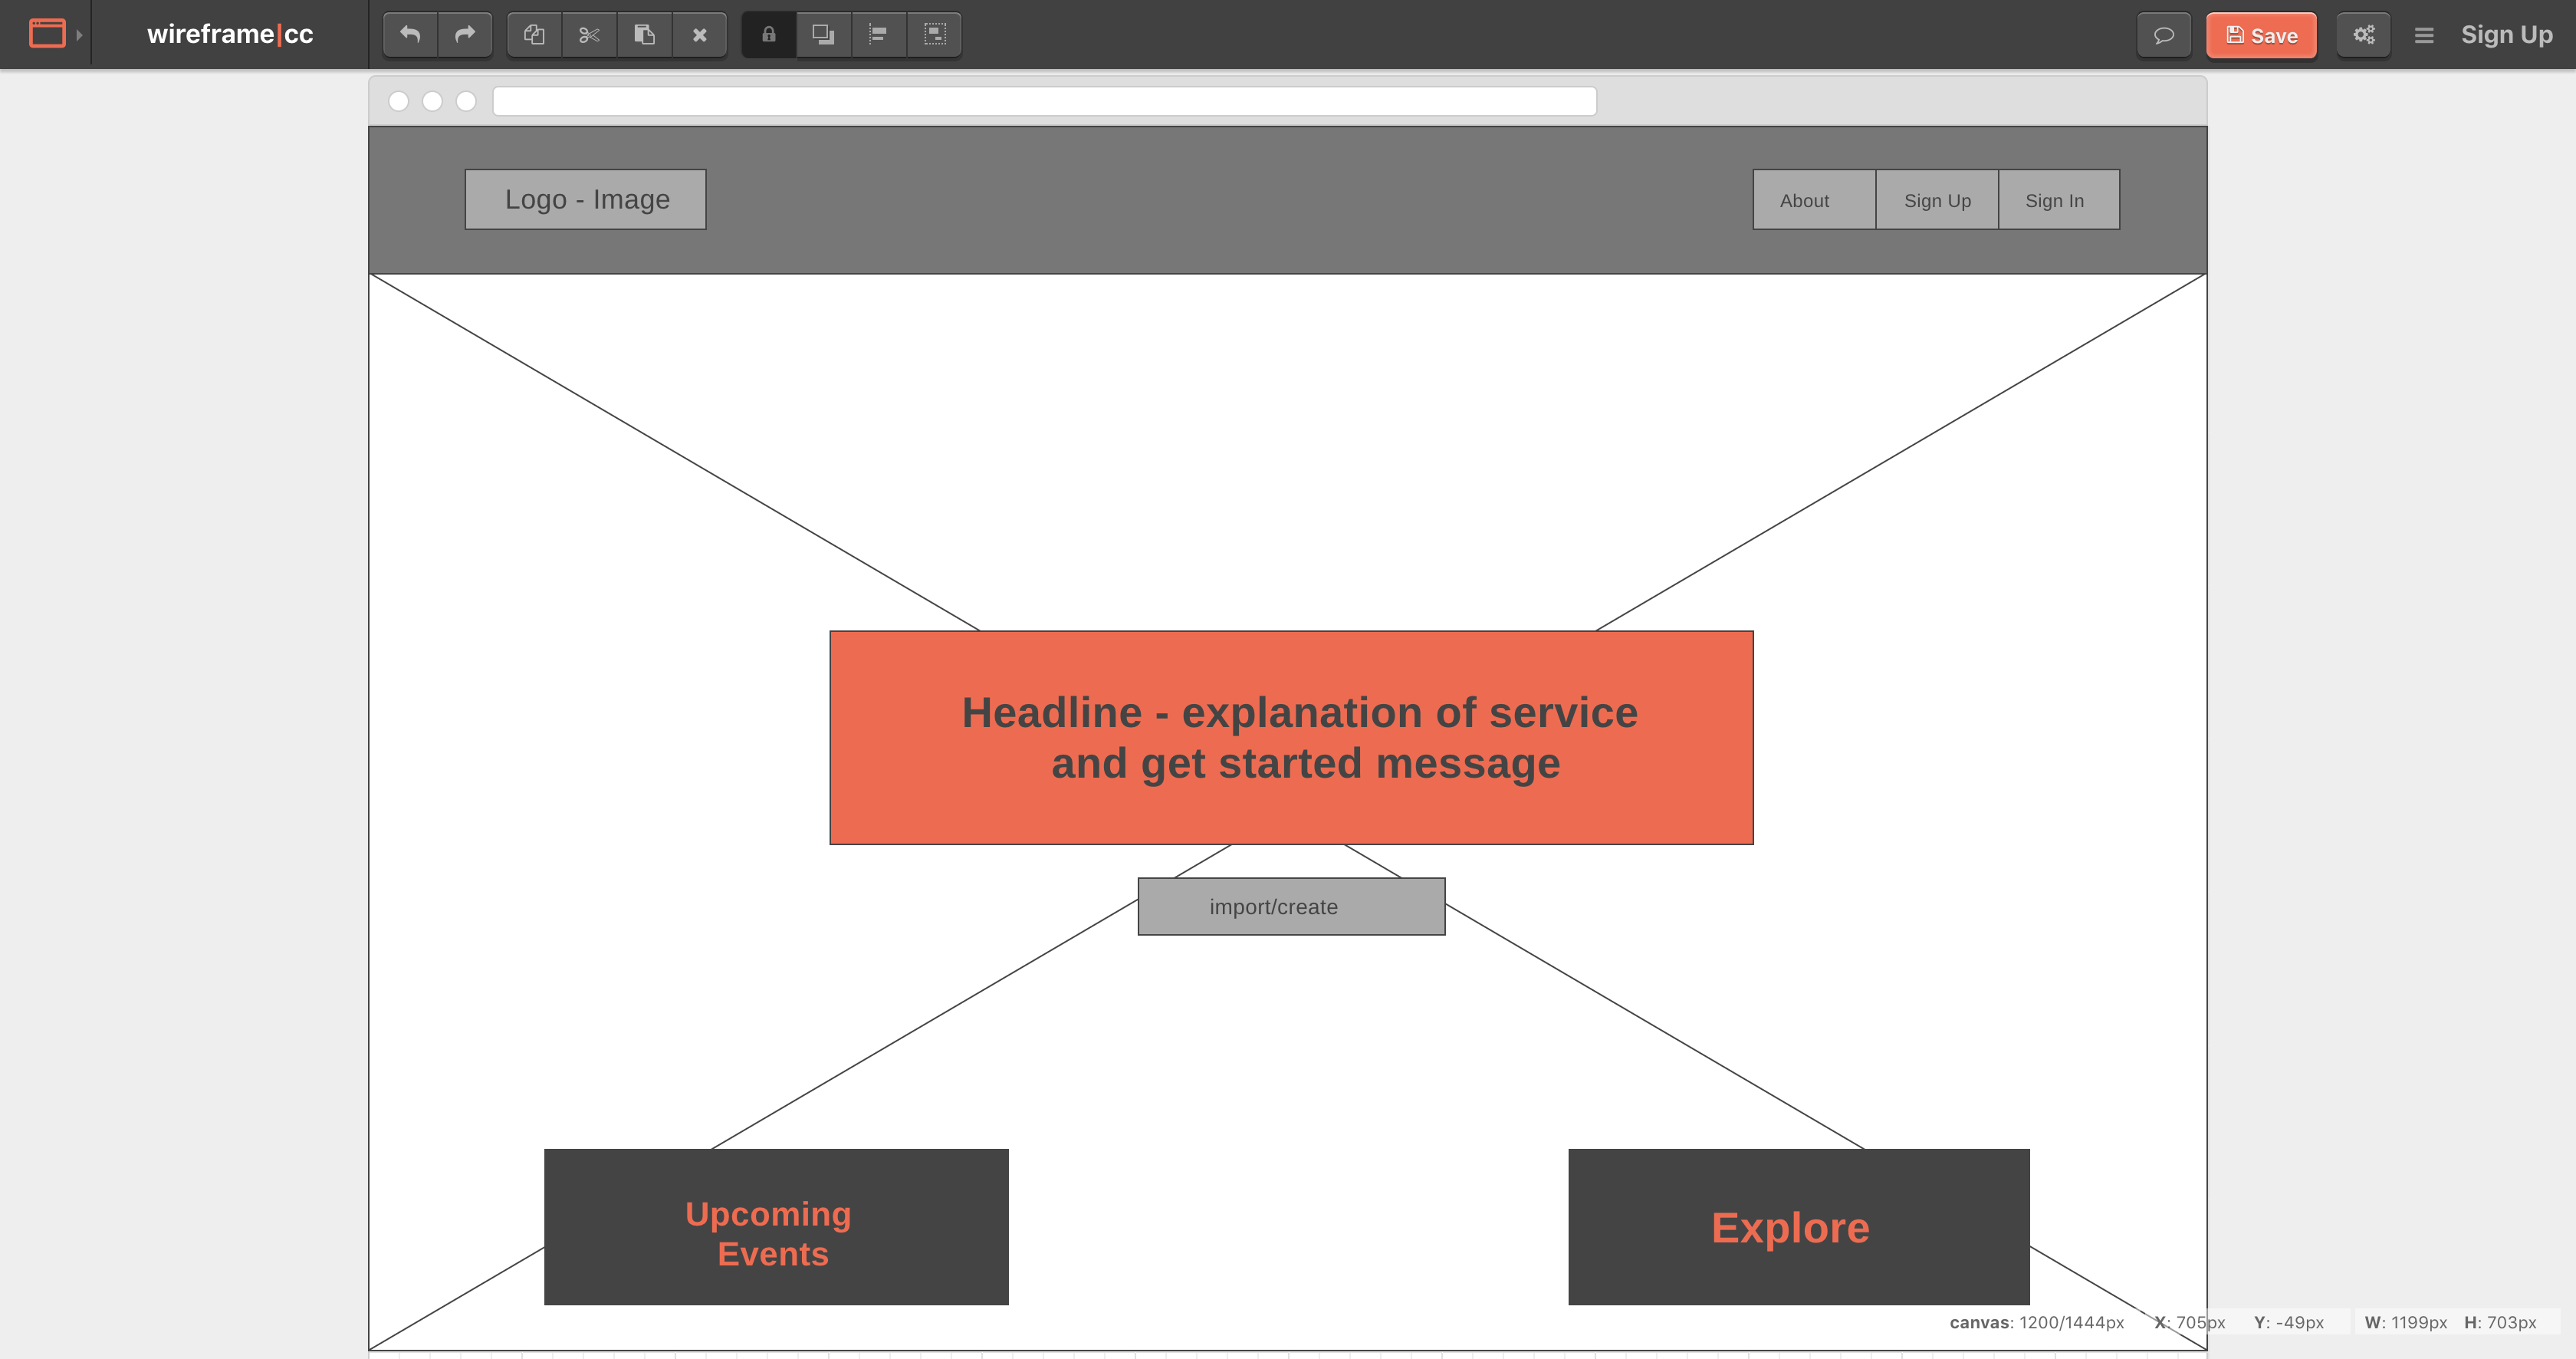 wireframe|cc
Save
Sign Up
Logo - Image
About
Sign Up
Sign In
Headline - explanation of service
and get started message
import/create
Upcoming
Events
Explore
canvas: 1200/1444px X: 705px Y: -49px W: 1199px H: 703px